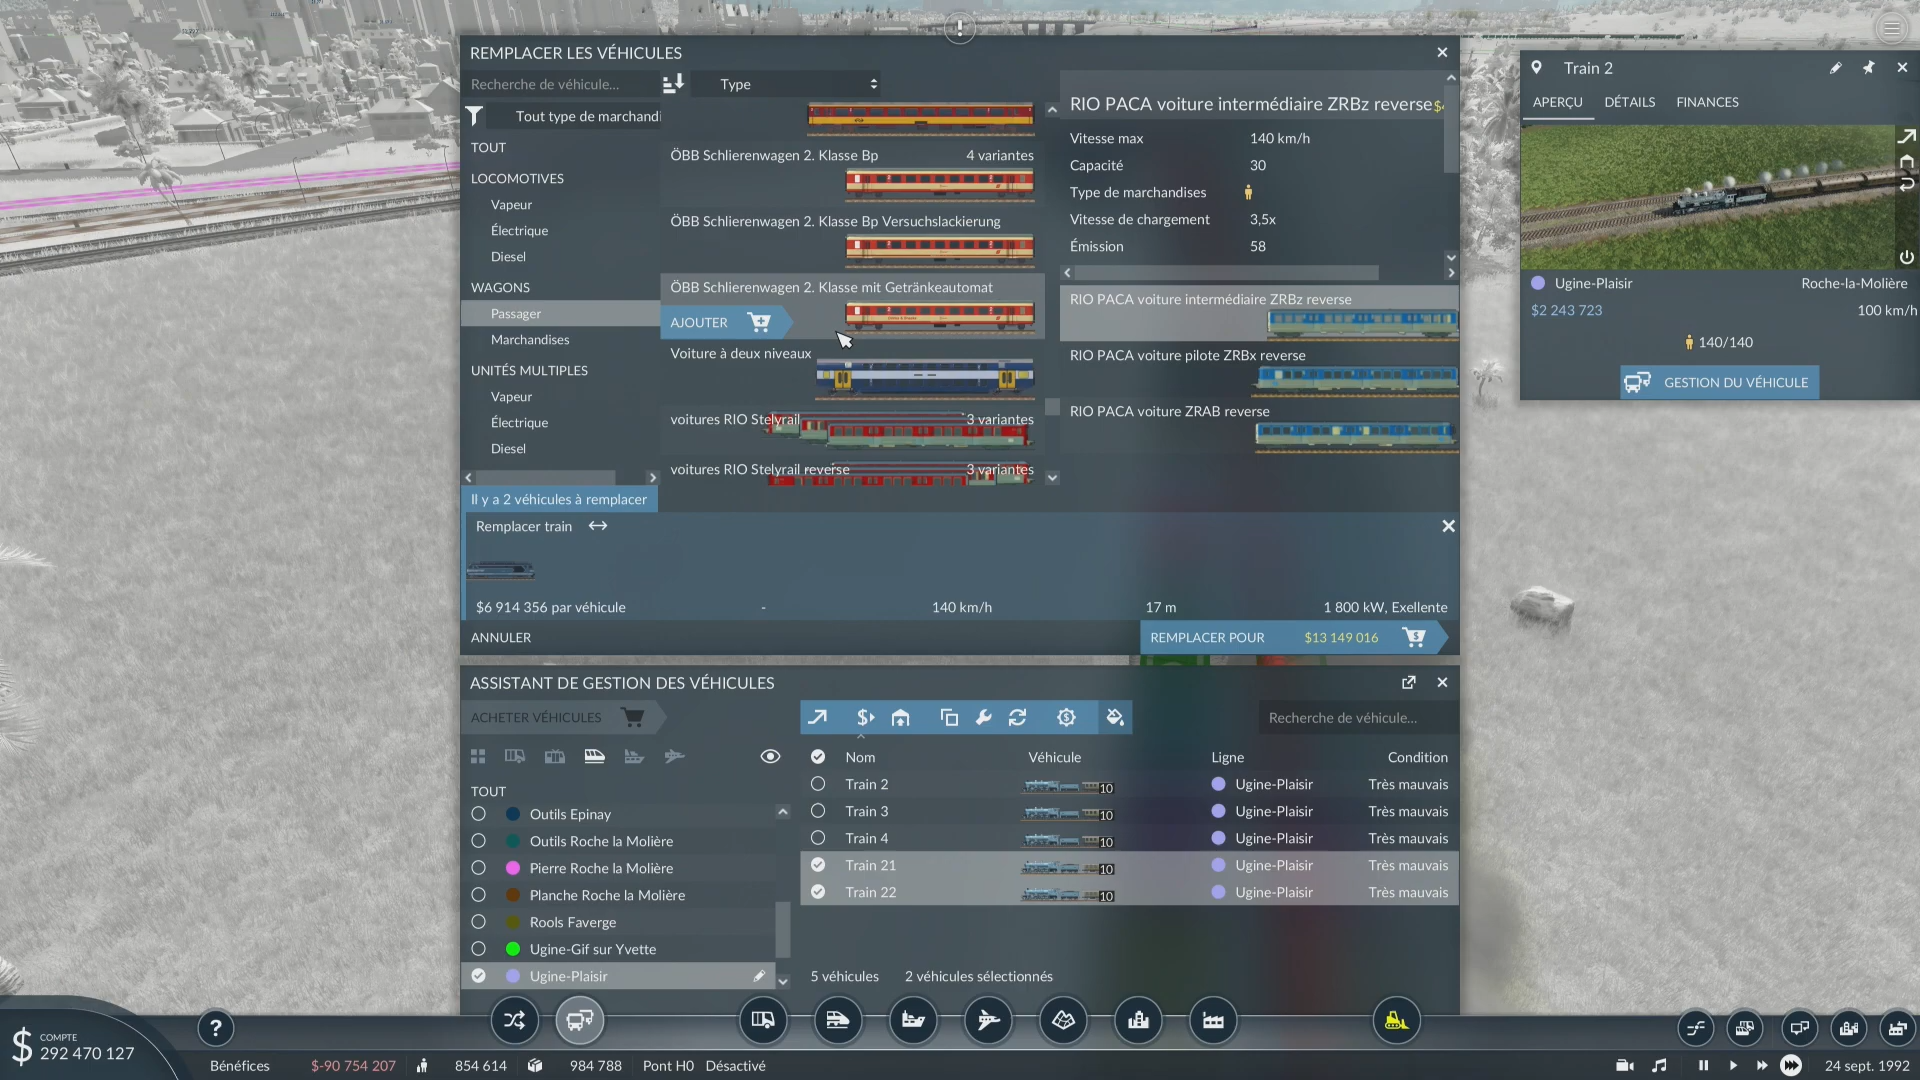 REMPLACER LES VÉHICULES
Recherche de véhicule...
Type
Tout type de marchandi
TOUT
LOCOMOTIVES
Vapeur
Électrique
Diesel
WAGONS
Passager
Marchandises
UNITÉS MULTIPLES
Vapeur
Électrique
Diesel
ÖBB Schlierenwagen 2. Klasse Bp 4 variantes
ÖBB Schlierenwagen 2. Klasse Bp Versuchslackierung
ÖBB Schlierenwagen 2. Klasse mit Getränkeautomat
AJOUTER
Voiture à deux niveaux
voitures RIO Stelyrail 3 variantes
voitures RIO Stelyrail reverse 3 variantes
RIO PACA voiture intermédiaire ZRBz reverse
Vitesse max 140 km/h
Capacité 30
Type de marchandises
Vitesse de chargement 3,5x
Émission 58
RIO PACA voiture intermédiaire ZRBz reverse
RIO PACA voiture pilote ZRBx reverse
RIO PACA voiture ZRAB reverse
Il y a 2 véhicules à remplacer
Remplacer train
$6 914 356 par véhicule - 140 km/h 17 m 1 800 kW, Exellente
ANNULER
REMPLACER POUR $13 149 016
Train 2
APERÇU DÉTAILS FINANCES
Ugine-Plaisir Roche-la-Molière
$2 243 723 100 km/h
140/140
GESTION DU VÉHICULE
ASSISTANT DE GESTION DES VÉHICULES
ACHETER VÉHICULES
Recherche de véhicule...
TOUT
Outils Epinay
Outils Roche la Molière
Pierre Roche la Molière
Planche Roche la Molière
Rools Faverge
Ugine-Gif sur Yvette
Ugine-Plaisir
Nom Véhicule Ligne Condition
Train 2 10 Ugine-Plaisir Très mauvais
Train 3 10 Ugine-Plaisir Très mauvais
Train 4 10 Ugine-Plaisir Très mauvais
Train 21 10 Ugine-Plaisir Très mauvais
Train 22 10 Ugine-Plaisir Très mauvais
5 véhicules 2 véhicules sélectionnés
COMPTE
$ 292 470 127
?
Bénéfices $-90 754 207 854 614 984 788 Pont H0 Désactivé
24 sept. 1992